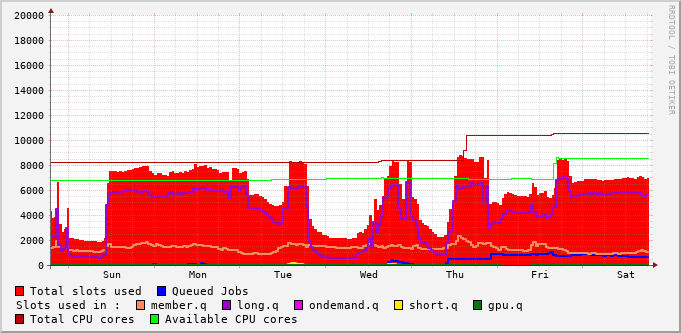 20000
18000
16000
14000
12000
10000
8000
6000
4000
2000
0
Sun Mon Tue Wed Thu Fri Sat
RRDTOOL / TOBI OETIKER
Total slots used Queued Jobs
Slots used in : member.q long.q ondemand.q short.q gpu.q
Total CPU cores Available CPU cores